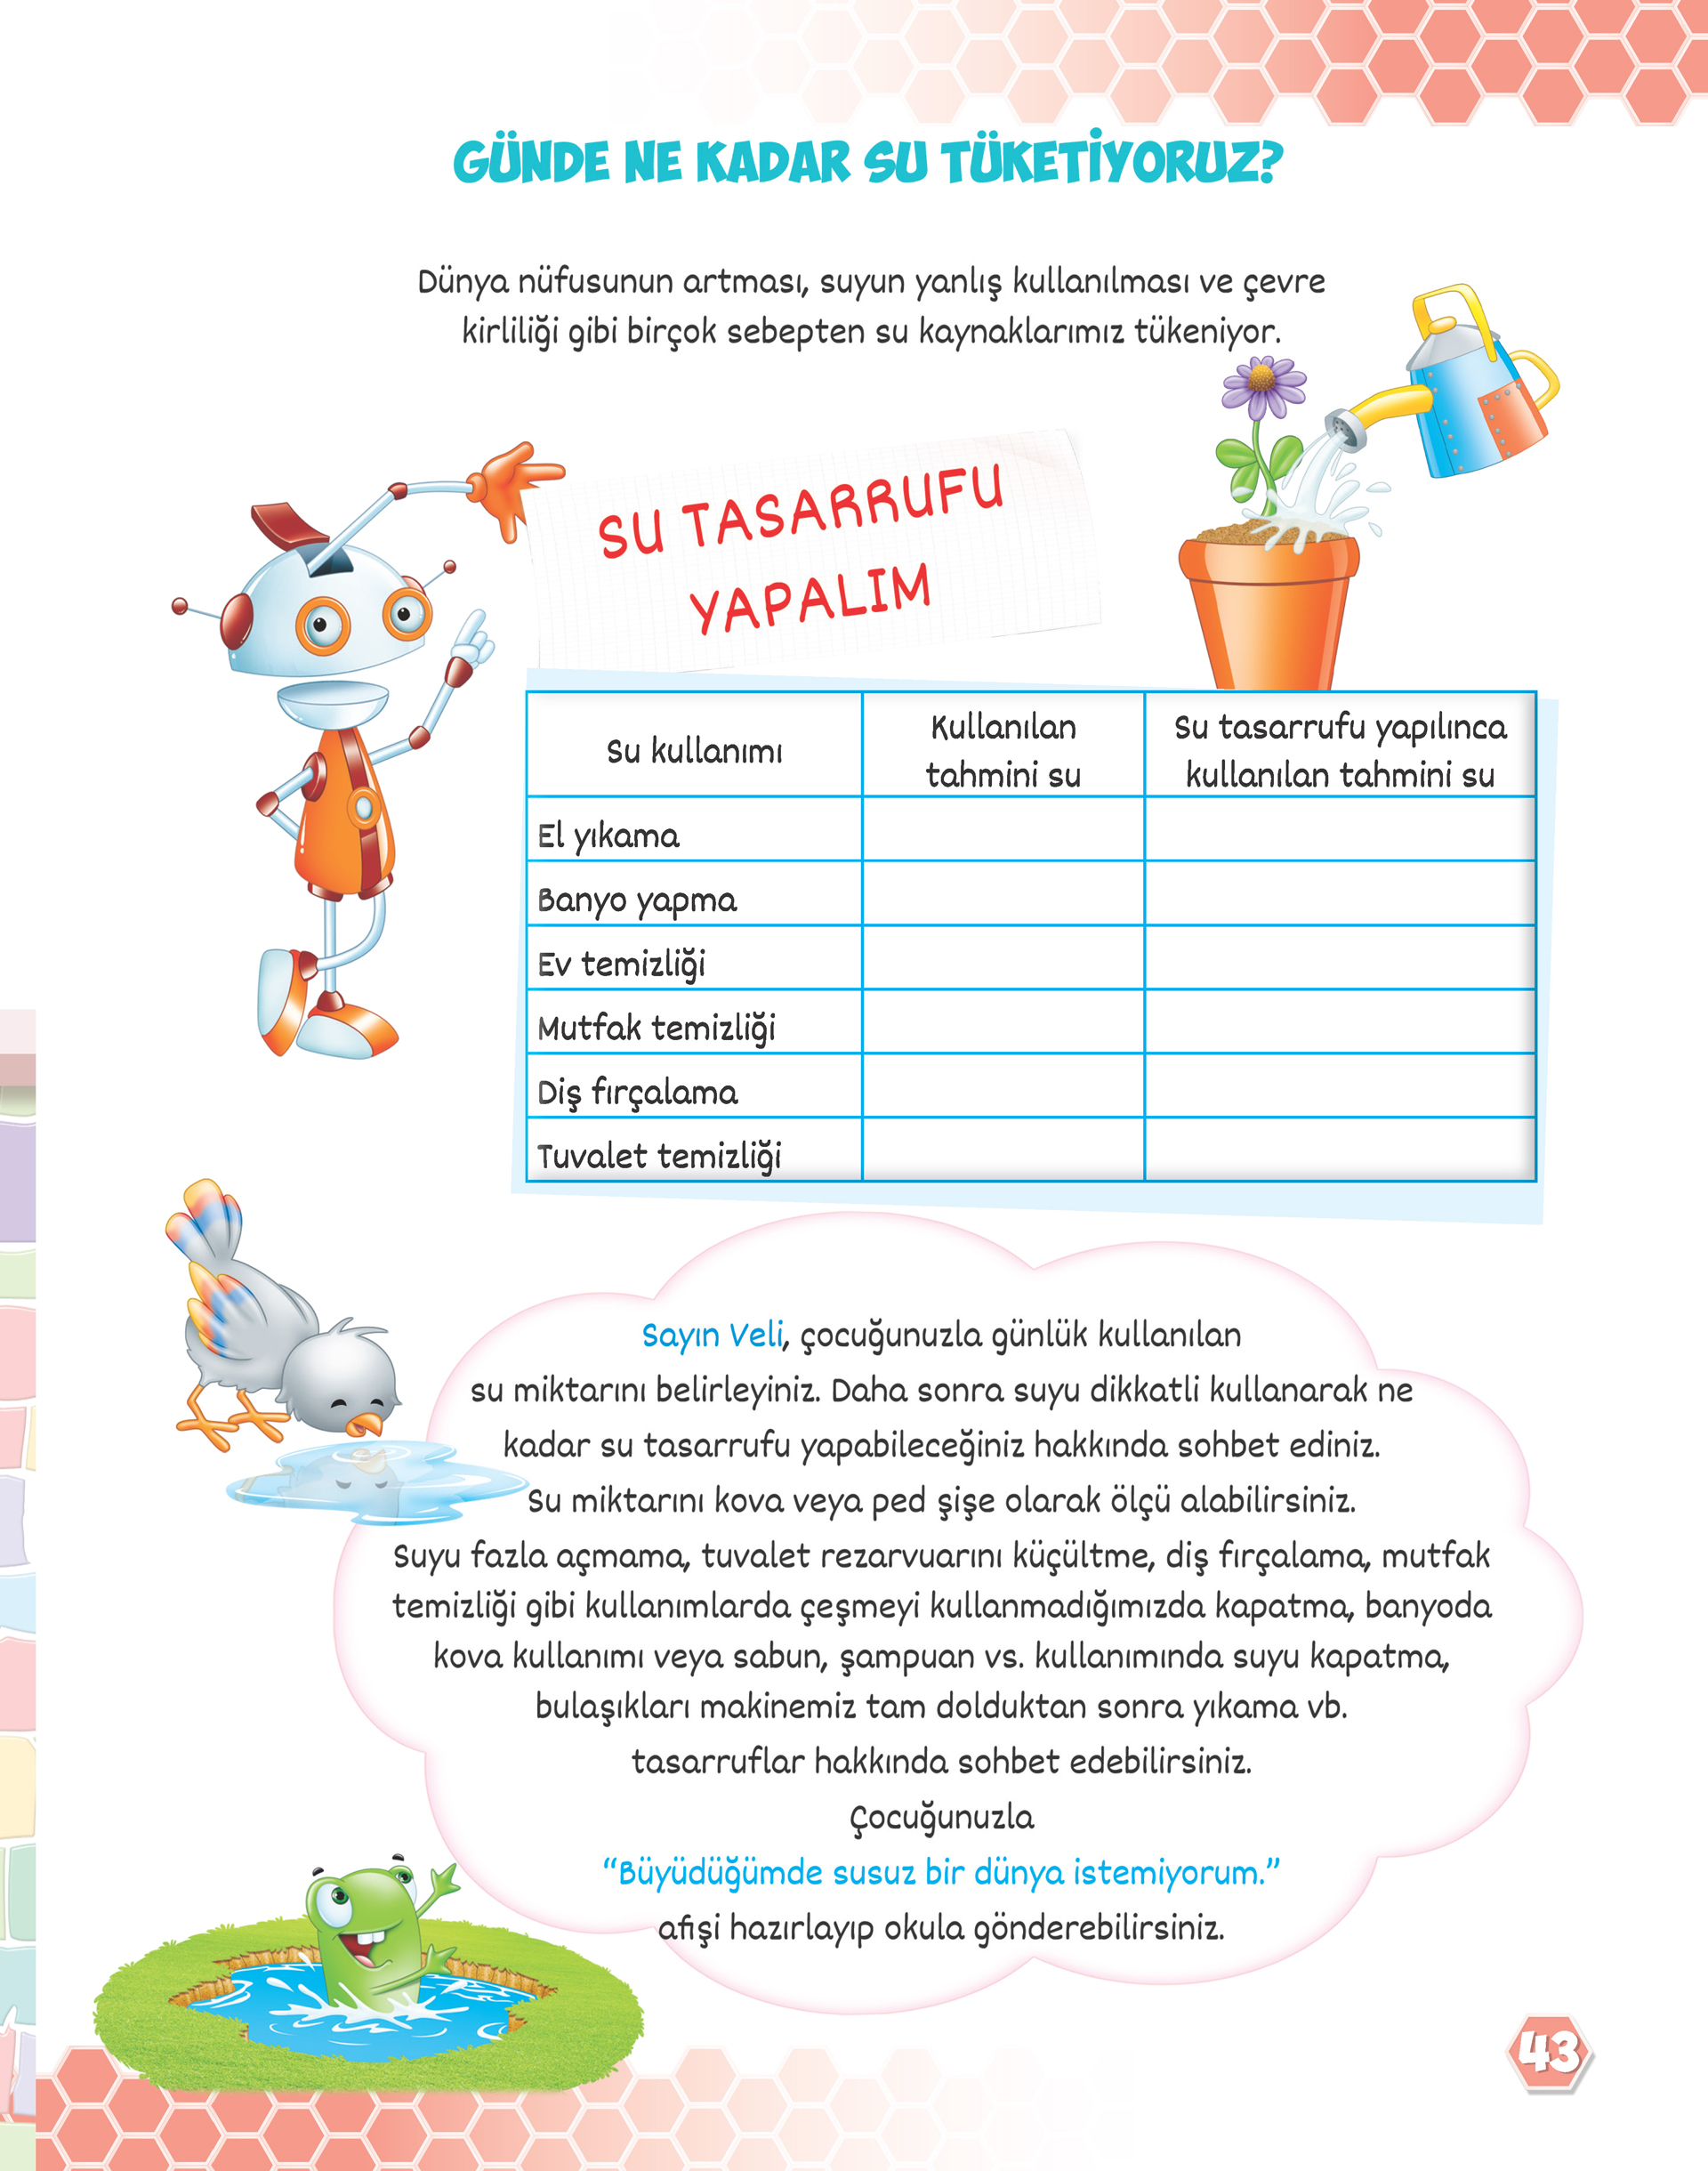 GÜNDE NE KADAR SU TÜKETİYORUZ?
Dünya nüfusunun artması, suyun yanlış kullanılması ve çevre
kirliliği gibi birçok sebepten su kaynaklarımız tükeniyor.
SU TASARRUFU
YAPALIM
Su kullanımı
Kullanılan
tahmini su
Su tasarrufu yapılınca
kullanılan tahmini su
El yıkama
Banyo yapma
Ev temizliği
Mutfak temizliği
Diş fırçalama
Tuvalet temizliği
Sayın Veli, çocuğunuzla günlük kullanılan
su miktarını belirleyiniz. Daha sonra suyu dikkatli kullanarak ne
kadar su tasarrufu yapabileceğiniz hakkında sohbet ediniz.
Su miktarını kova veya ped şişe olarak ölçü alabilirsiniz.
Suyu fazla açmama, tuvalet rezarvuarını küçültme, diş fırçalama, mutfak
temizliği gibi kullanımlarda çeşmeyi kullanmadığımızda kapatma, banyoda
kova kullanımı veya sabun, şampuan vs. kullanımında suyu kapatma,
bulaşıkları makinemiz tam dolduktan sonra yıkama vb.
tasarruflar hakkında sohbet edebilirsiniz.
Çocuğunuzla
“Büyüdüğümde susuz bir dünya istemiyorum.”
afişi hazırlayıp okula gönderebilirsiniz.
43